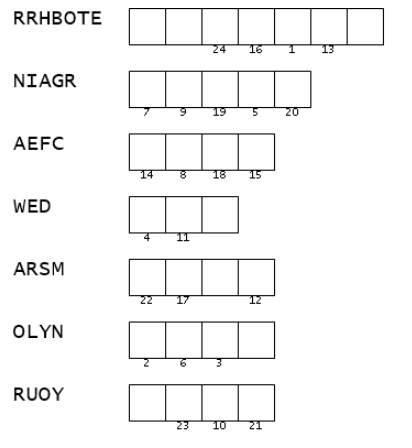 RRHBOTE
24 16 1 13
NIAGR
7 9 19 5 20
AEFC
14 8 18 15
WED
4 11
ARSM
22 17 12
OLYN
2 6 3
RUOY
23 10 21